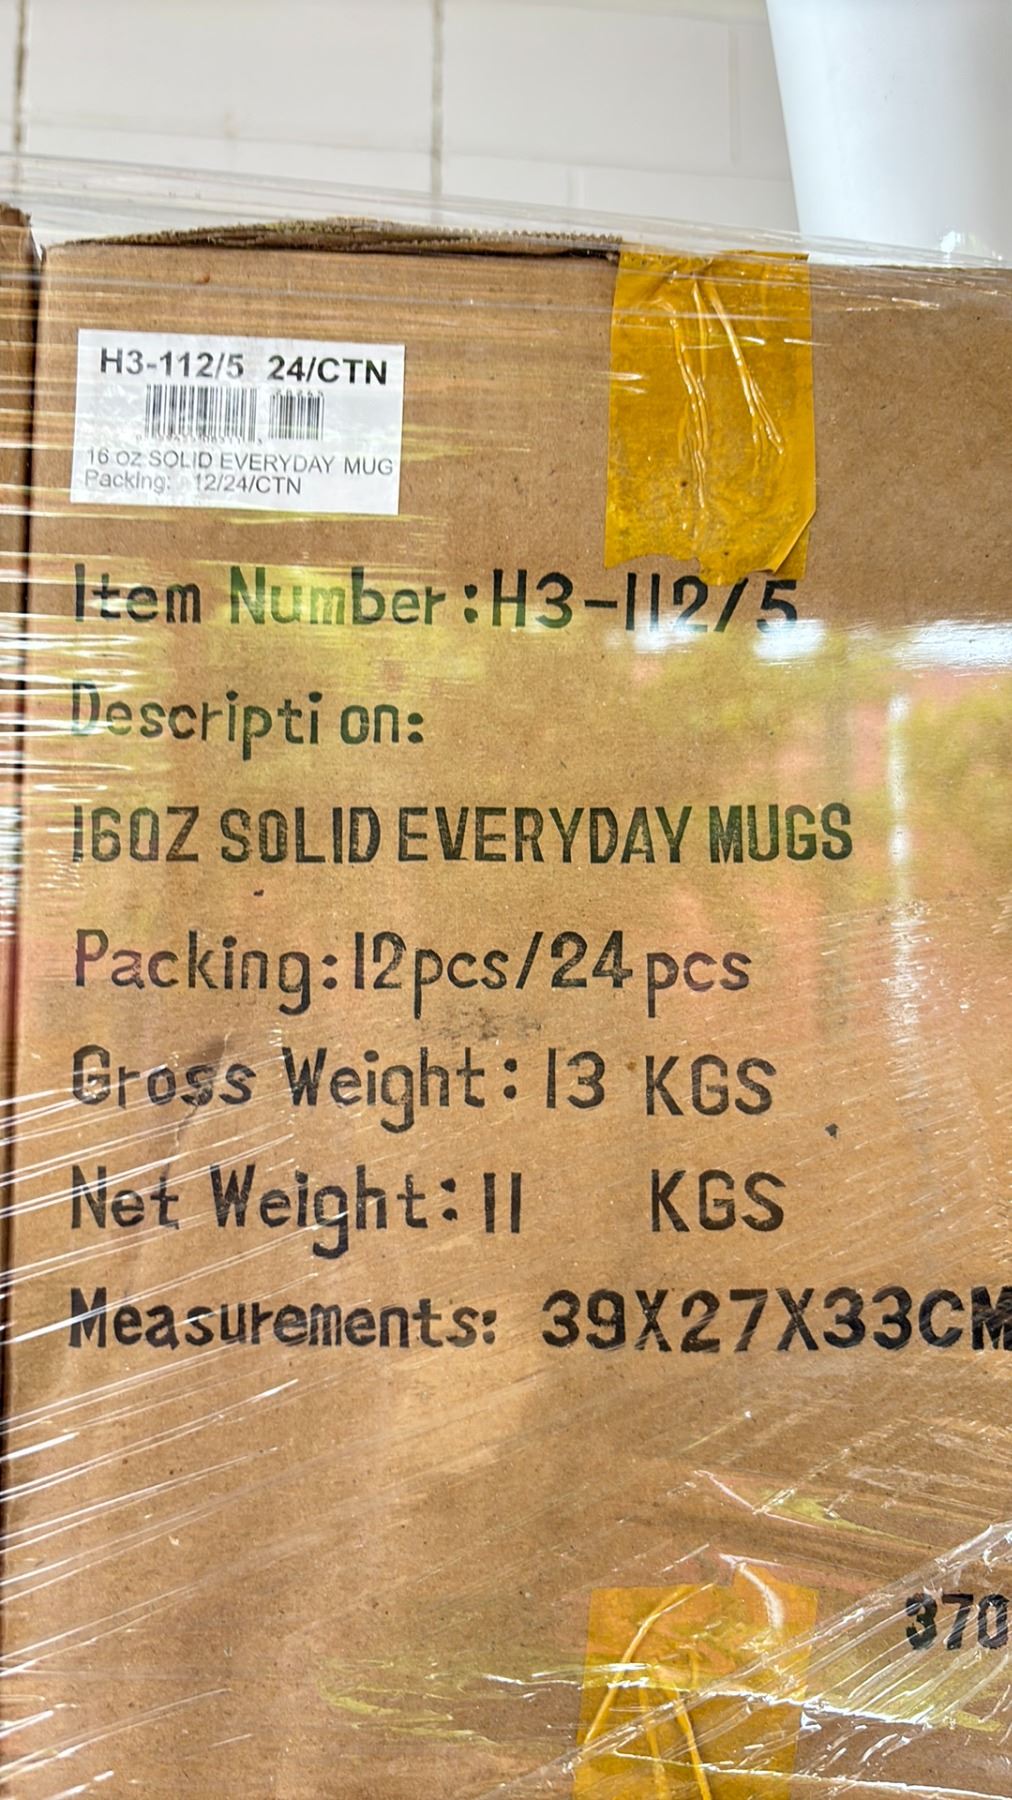 H3-112/5 24/CTN
16 oz SOLID EVERYDAY MUG
Packing: 12/24/CTN
Item Number:H3-112/5
Description:
16OZ SOLID EVERYDAY MUGS
Packing:12pcs/24pcs
Gross Weight:13 KGS
Net Weight:11 KGS
Measurements: 39X27X33CM
370